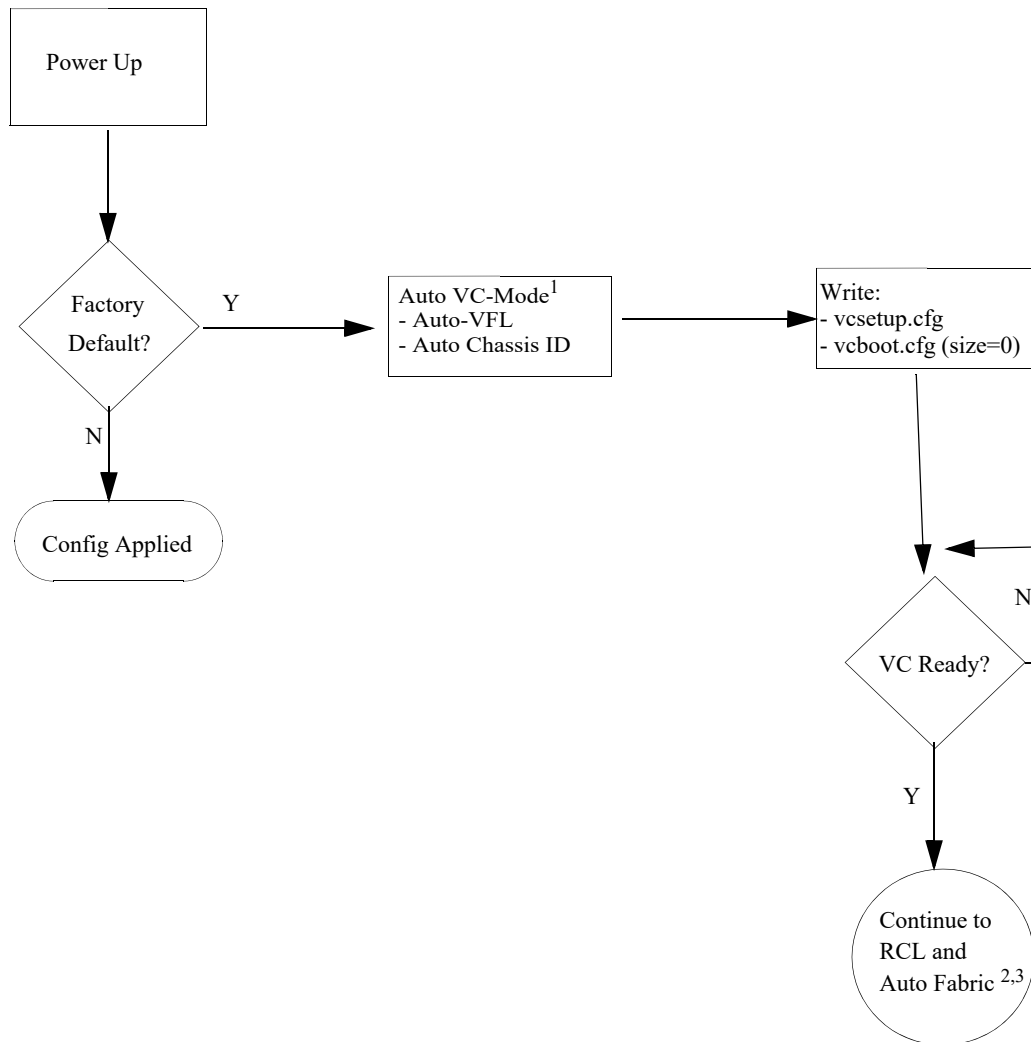 Power Up
Factory
Default?
Y
Auto VC-Mode1
- Auto-VFL
- Auto Chassis ID
Write:
- vcsetup.cfg
- vcboot.cfg (size=0)
N
Config Applied
N
VC Ready?
Y
Continue to
RCL and
Auto Fabric 2,3